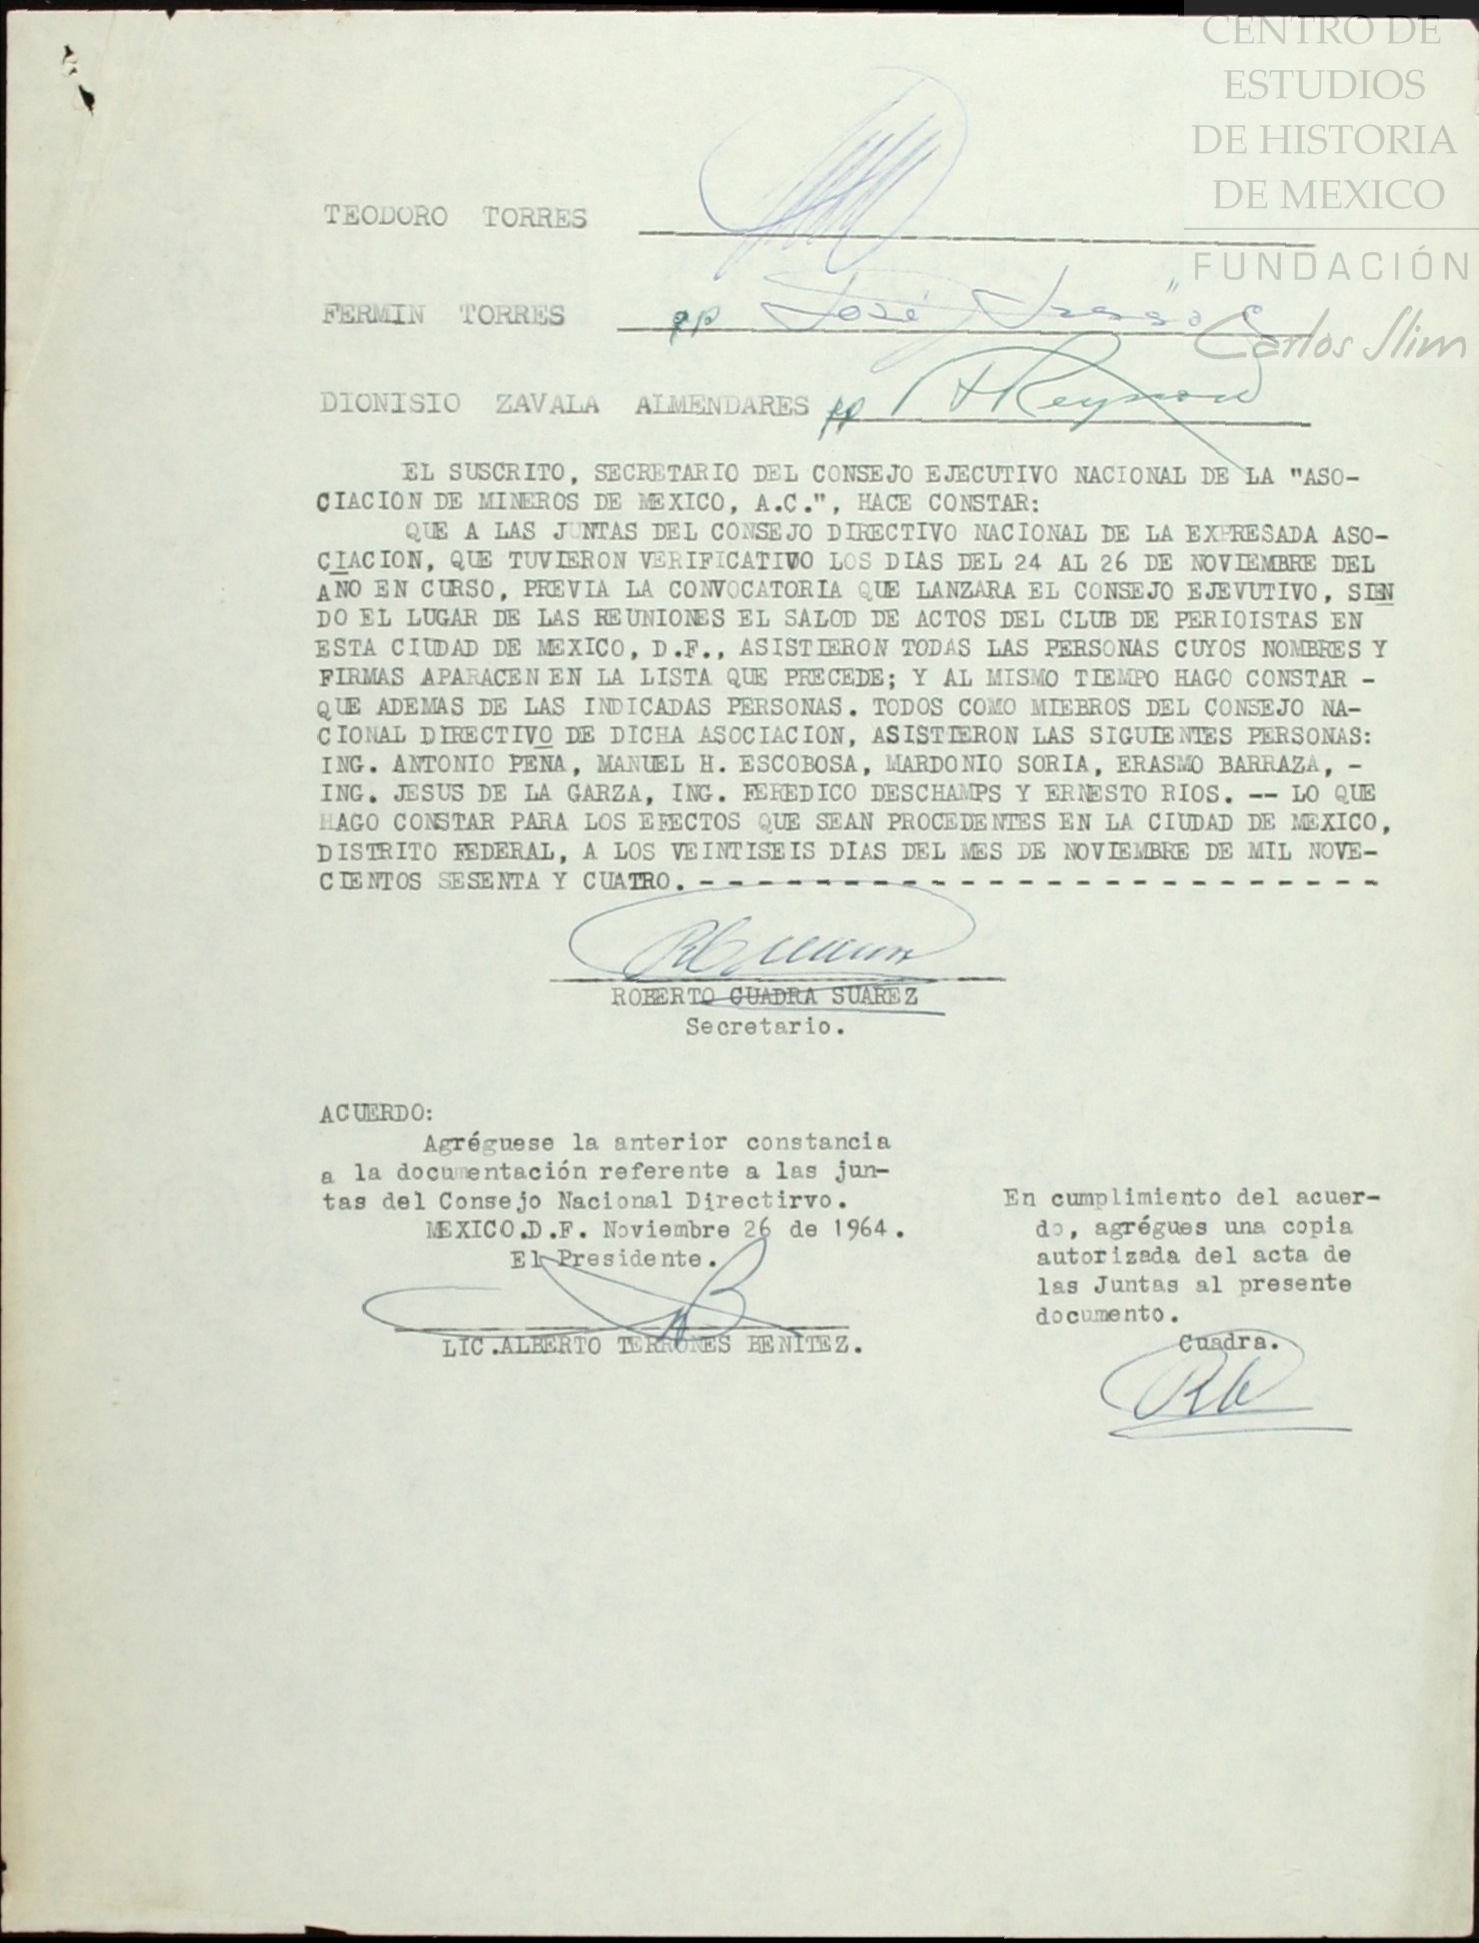 CENTRO DE
ESTUDIOS
DE HISTORIA
DE MEXICO
FUNDACIÓN
Carlos Slim
TEODORO TORRES
FERMIN TORRES pp José
DIONISIO ZAVALA ALMENDARES pp
EL SUSCRITO, SECRETARIO DEL CONSEJO EJECUTIVO NACIONAL DE LA "ASO-
CIACION DE MINEROS DE MEXICO, A.C.", HACE CONSTAR:
QUE A LAS JUNTAS DEL CONSEJO DIRECTIVO NACIONAL DE LA EXPRESADA ASO-
CIACION, QUE TUVIERON VERIFICATIVO LOS DIAS DEL 24 AL 26 DE NOVIEMBRE DEL
AÑO EN CURSO, PREVIA LA CONVOCATORIA QUE LANZARA EL CONSEJO EJEVUTIVO, SIEN
DO EL LUGAR DE LAS REUNIONES EL SALOD DE ACTOS DEL CLUB DE PERIOISTAS EN
ESTA CIUDAD DE MEXICO, D.F., ASISTIERON TODAS LAS PERSONAS CUYOS NOMBRES Y
FIRMAS APARACEN EN LA LISTA QUE PRECEDE; Y AL MISMO TIEMPO HAGO CONSTAR -
QUE ADEMAS DE LAS INDICADAS PERSONAS. TODOS COMO MIEBROS DEL CONSEJO NA-
CIONAL DIRECTIVO DE DICHA ASOCIACION, ASISTIERON LAS SIGUIENTES PERSONAS:
ING. ANTONIO PEÑA, MANUEL H. ESCOBOSA, MARDONIO SORIA, ERASMO BARRAZA, -
ING. JESUS DE LA GARZA, ING. FEREDICO DESCHAMPS Y ERNESTO RIOS. -- LO QUE
HAGO CONSTAR PARA LOS EFECTOS QUE SEAN PROCEDENTES EN LA CIUDAD DE MEXICO,
DISTRITO FEDERAL, A LOS VEINTISEIS DIAS DEL MES DE NOVIEMBRE DE MIL NOVE-
CIENTOS SESENTA Y CUATRO. - - - - - - - - - - - - - - - - - - - - - - - -
ROBERTO CUADRA SUAREZ
Secretario.
ACUERDO:
Agréguese la anterior constancia
a la documentación referente a las jun-
tas del Consejo Nacional Directirvo.
MEXICO.D.F. Noviembre 26 de 1964.
El Presidente.
LIC.ALBERTO TERRONES BENITEZ.
En cumplimiento del acuer-
do, agrégues una copia
autorizada del acta de
las Juntas al presente
documento.
Cuadra.